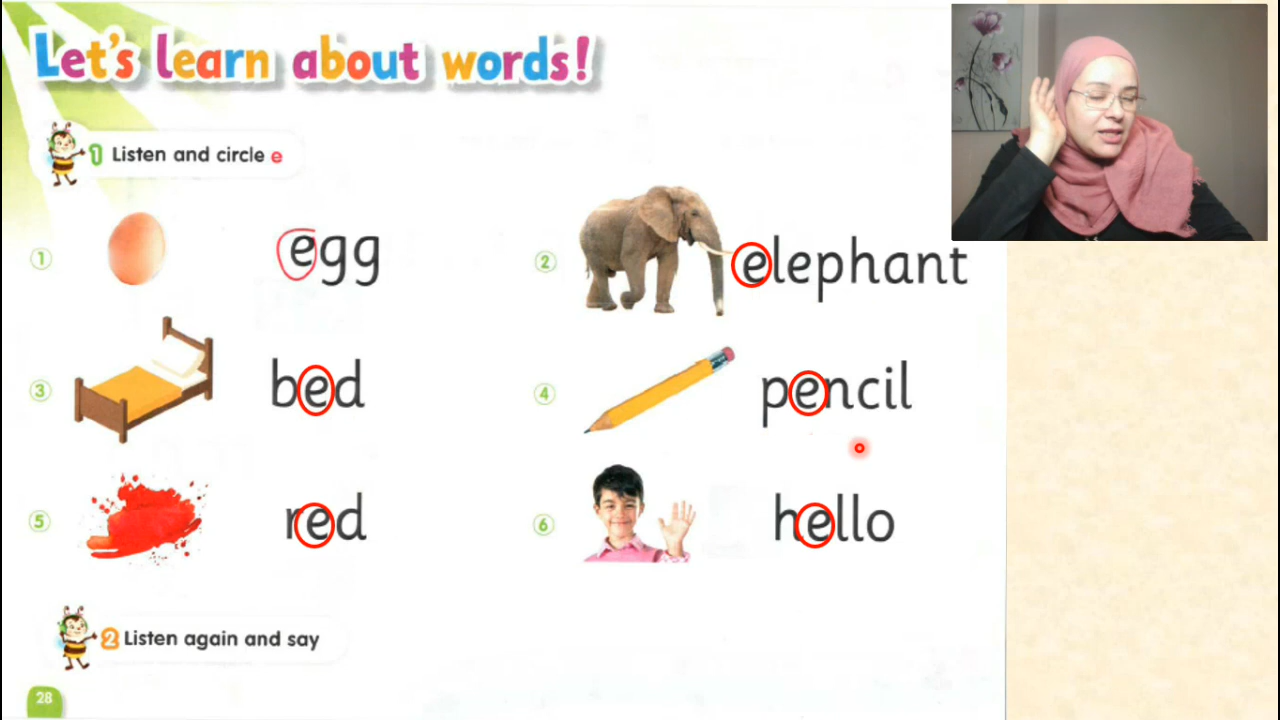 Let's learn about words!
1 Listen and circle e
1 egg
2 elephant
3 bed
4 pencil
5 red
6 hello
2 Listen again and say
28